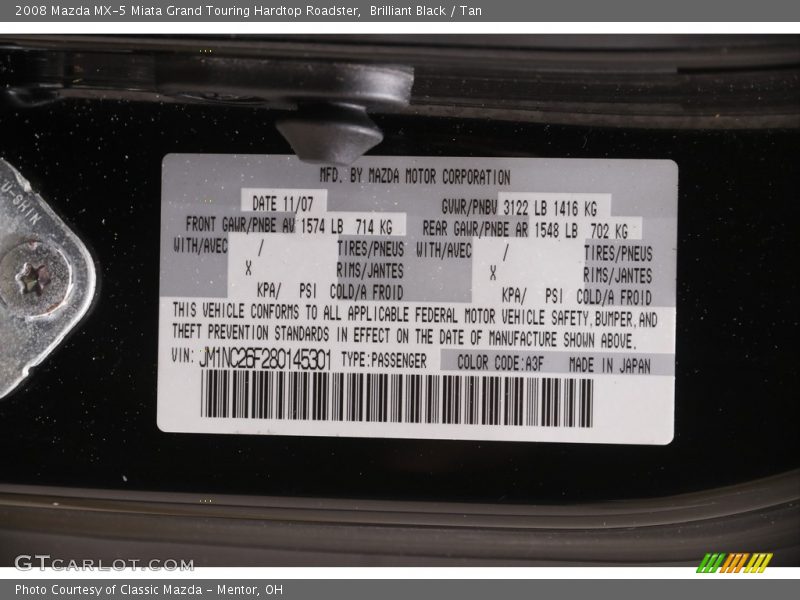 2008 Mazda MX-5 Miata Grand Touring Hardtop Roadster, Brilliant Black / Tan
U-SHIN
MFD. BY MAZDA MOTOR CORPORATION
DATE 11/07 GVWR/PNBV 3122 LB 1416 KG
FRONT GAWR/PNBE AV 1574 LB 714 KG REAR GAWR/PNBE AR 1548 LB 702 KG
WITH/AVEC / TIRES/PNEUS WITH/AVEC / TIRES/PNEUS
X RIMS/JANTES X RIMS/JANTES
KPA/ PSI COLD/A FROID KPA/ PSI COLD/A FROID
THIS VEHICLE CONFORMS TO ALL APPLICABLE FEDERAL MOTOR VEHICLE SAFETY, BUMPER, AND
THEFT PREVENTION STANDARDS IN EFFECT ON THE DATE OF MANUFACTURE SHOWN ABOVE.
VIN: JM1NC26F280145301 TYPE:PASSENGER COLOR CODE:A3F MADE IN JAPAN
GTCARLOT.COM
Photo Courtesy of Classic Mazda - Mentor, OH